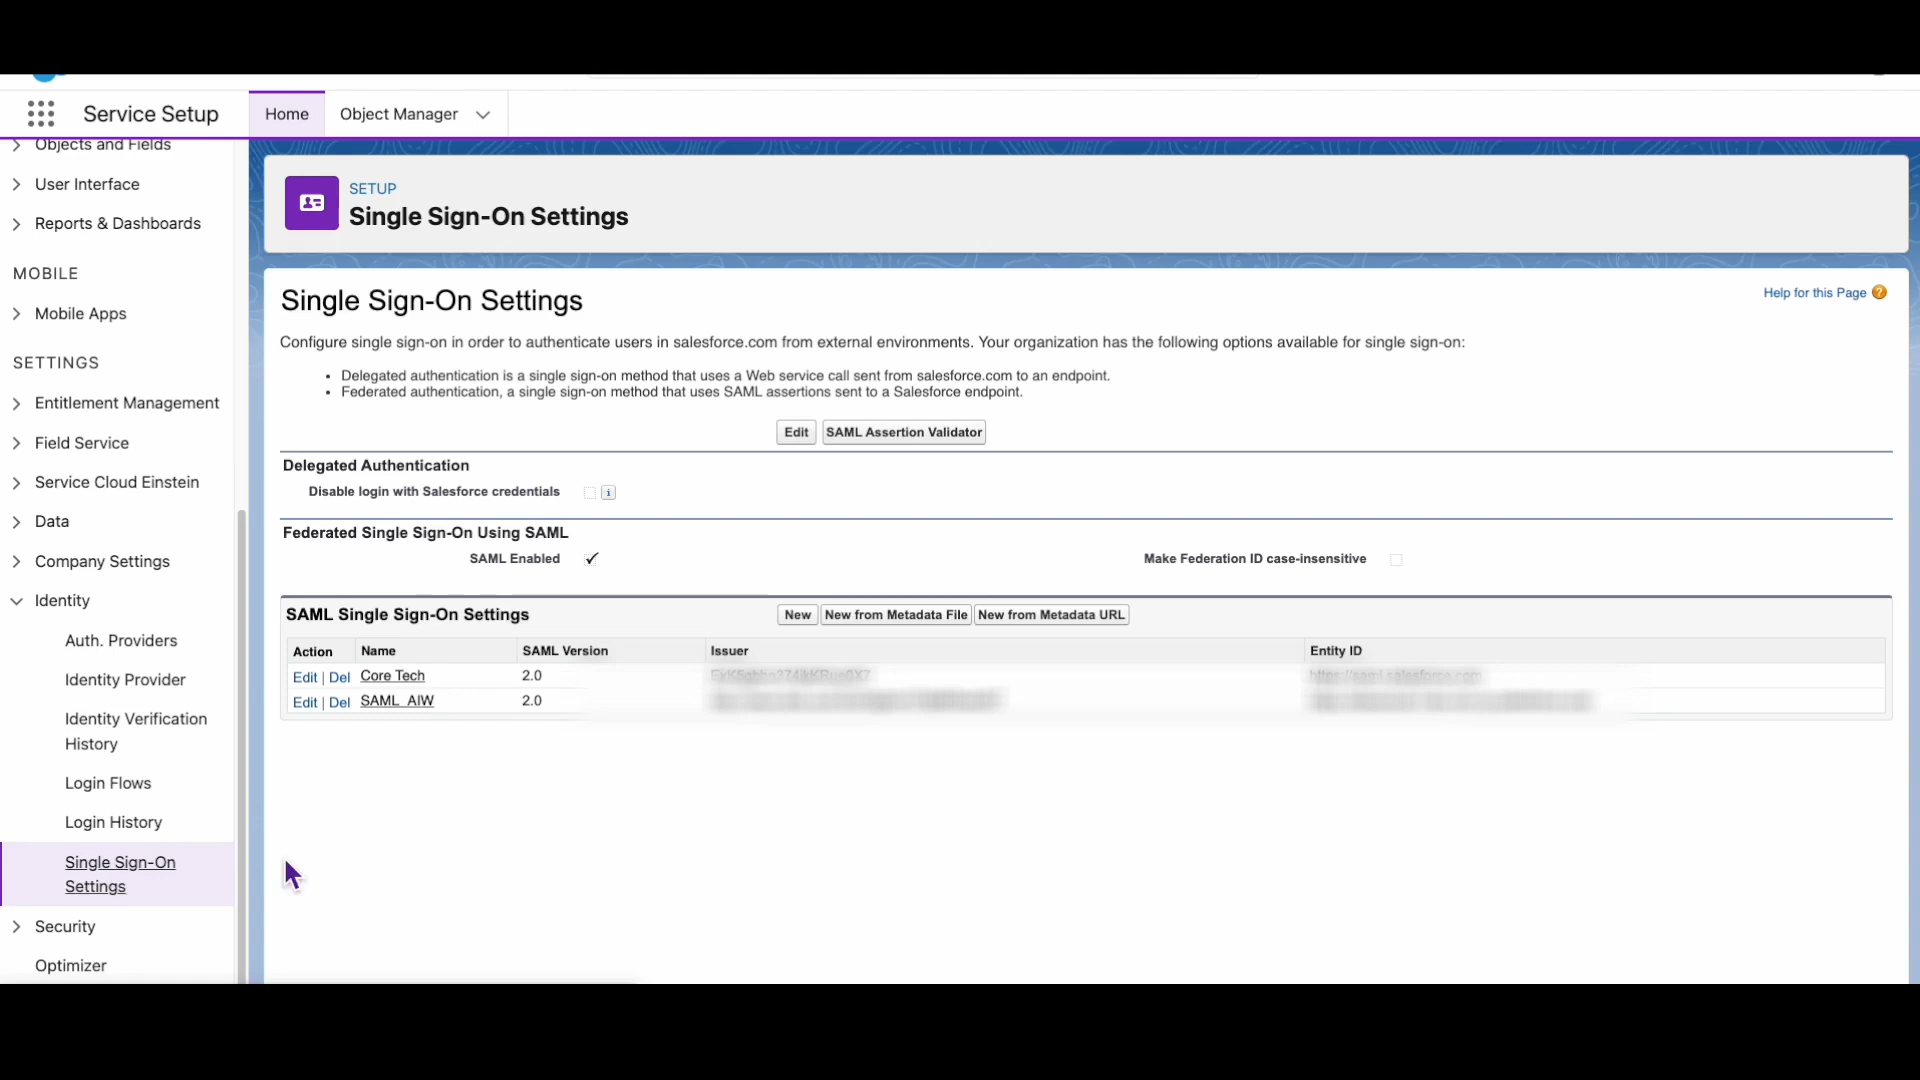 Service Setup
Home
Object Manager
Objects and Fields
User Interface
Reports & Dashboards
MOBILE
Mobile Apps
SETTINGS
Entitlement Management
Field Service
Service Cloud Einstein
Data
Company Settings
Identity
Auth. Providers
Identity Provider
Identity Verification
History
Login Flows
Login History
Single Sign-On
Settings
Security
Optimizer
SETUP
Single Sign-On Settings
Single Sign-On Settings
Help for this Page
Configure single sign-on in order to authenticate users in salesforce.com from external environments. Your organization has the following options available for single sign-on:
• Delegated authentication is a single sign-on method that uses a Web service call sent from salesforce.com to an endpoint.
• Federated authentication, a single sign-on method that uses SAML assertions sent to a Salesforce endpoint.
Edit SAML Assertion Validator
Delegated Authentication
Disable login with Salesforce credentials
Federated Single Sign-On Using SAML
SAML Enabled Make Federation ID case-insensitive
SAML Single Sign-On Settings New New from Metadata File New from Metadata URL
Action Name SAML Version Issuer Entity ID
Edit | Del Core Tech 2.0 https://saml.salesforce.com
Edit | Del SAML_AIW 2.0